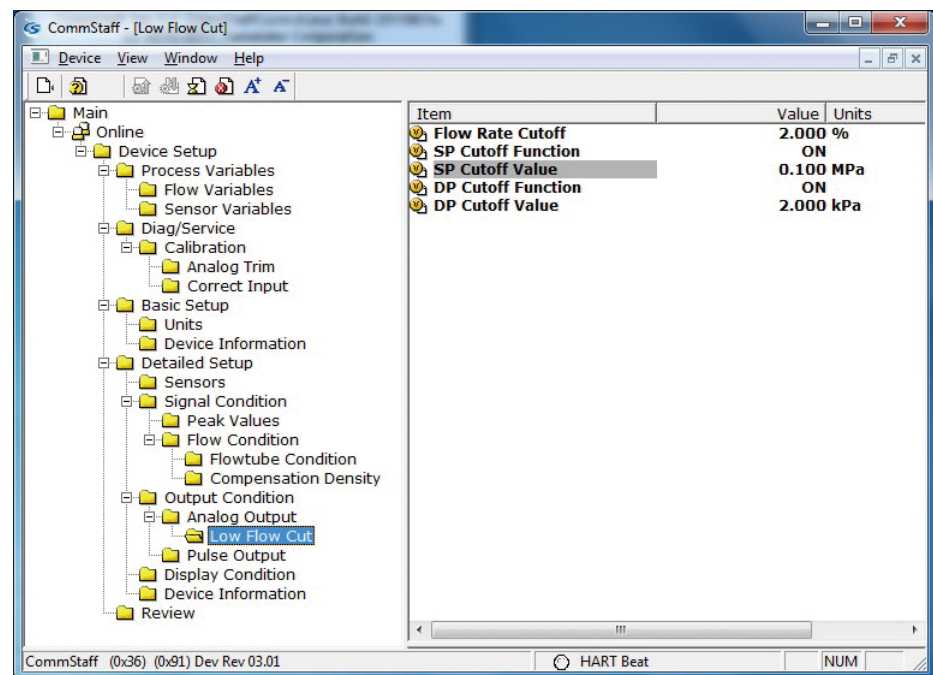 CommStaff - [Low Flow Cut]
Device View Window Help
Main
Online
Device Setup
Process Variables
Flow Variables
Sensor Variables
Diag/Service
Calibration
Analog Trim
Correct Input
Basic Setup
Units
Device Information
Detailed Setup
Sensors
Signal Condition
Peak Values
Flow Condition
Flowtube Condition
Compensation Density
Output Condition
Analog Output
Low Flow Cut
Pulse Output
Display Condition
Device Information
Review
Item Value Units
Flow Rate Cutoff 2.000 %
SP Cutoff Function ON
SP Cutoff Value 0.100 MPa
DP Cutoff Function ON
DP Cutoff Value 2.000 kPa
CommStaff (0x36) (0x91) Dev Rev 03.01 HART Beat NUM